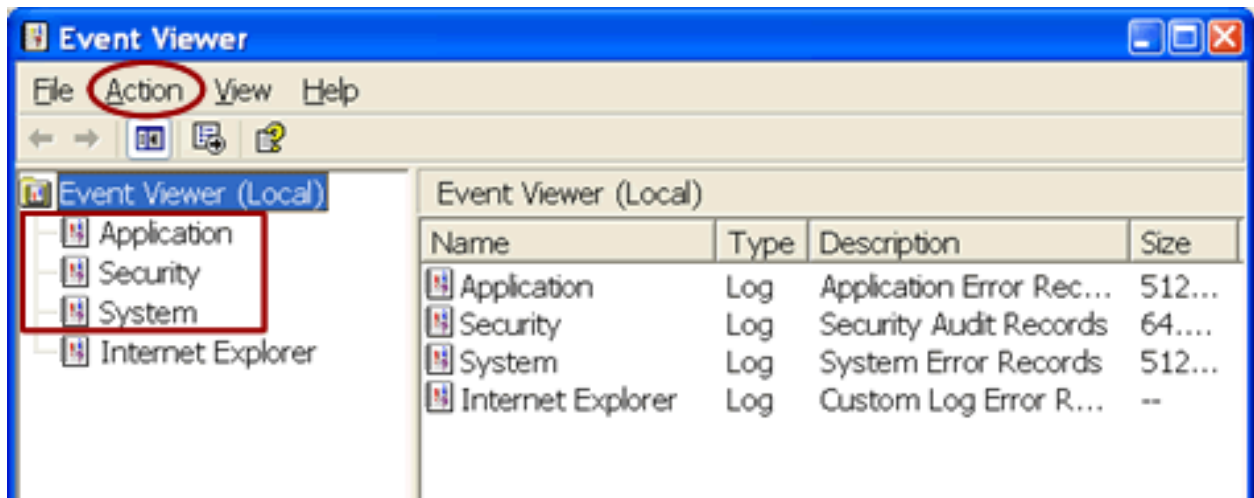 Event Viewer
File Action View Help
Event Viewer (Local)
Application
Security
System
Internet Explorer
Event Viewer (Local)
Name Type Description Size
Application Log Application Error Rec... 512...
Security Log Security Audit Records 64....
System Log System Error Records 512...
Internet Explorer Log Custom Log Error R... --